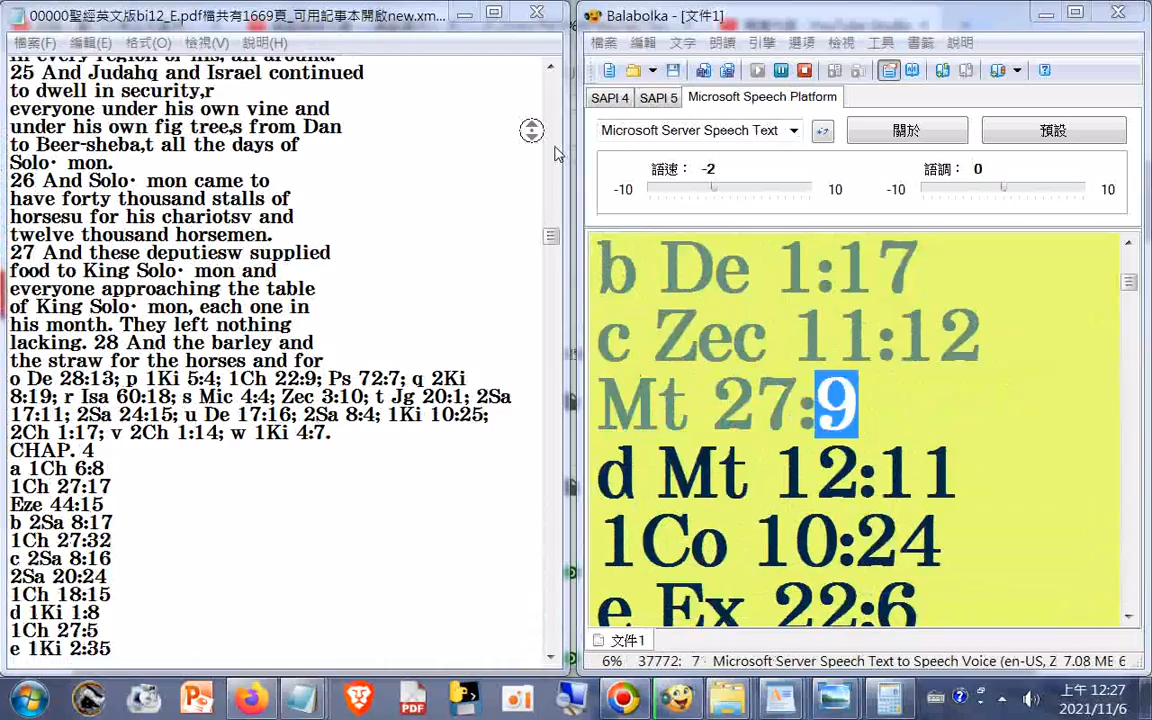 00000聖經英文版bi12_E.pdf檔共有1669頁_可用記事本開啟new.xm...
檔案(F) 編輯(E) 格式(O) 檢視(V) 說明(H)
in every region of his, all around.
25 And Judahq and Israel continued
to dwell in security,r
everyone under his own vine and
under his own fig tree,s from Dan
to Beer-sheba,t all the days of
Solo· mon.
26 And Solo· mon came to
have forty thousand stalls of
horsesu for his chariotsv and
twelve thousand horsemen.
27 And these deputiesw supplied
food to King Solo· mon and
everyone approaching the table
of King Solo· mon, each one in
his month. They left nothing
lacking. 28 And the barley and
the straw for the horses and for
o De 28:13; p 1Ki 5:4; 1Ch 22:9; Ps 72:7; q 2Ki
8:19; r Isa 60:18; s Mic 4:4; Zec 3:10; t Jg 20:1; 2Sa
17:11; 2Sa 24:15; u De 17:16; 2Sa 8:4; 1Ki 10:25;
2Ch 1:17; v 2Ch 1:14; w 1Ki 4:7.
CHAP. 4
a 1Ch 6:8
1Ch 27:17
Eze 44:15
b 2Sa 8:17
1Ch 27:32
c 2Sa 8:16
2Sa 20:24
1Ch 18:15
d 1Ki 1:8
1Ch 27:5
e 1Ki 2:35
Balabolka - [文件1]
檔案 編輯 文字 朗讀 引擎 選項 檢視 工具 書籤 說明
SAPI 4 SAPI 5 Microsoft Speech Platform
Microsoft Server Speech Text 關於 預設
語速： -2 語調： 0
-10 10 -10 10
b De 1:17
c Zec 11:12
Mt 27:9
d Mt 12:11
1Co 10:24
e Ex 22:6
文件1
6% 37772: 7 Microsoft Server Speech Text to Speech Voice (en-US, Z 7.08 MB 6
PDF
上午 12:27
2021/11/6